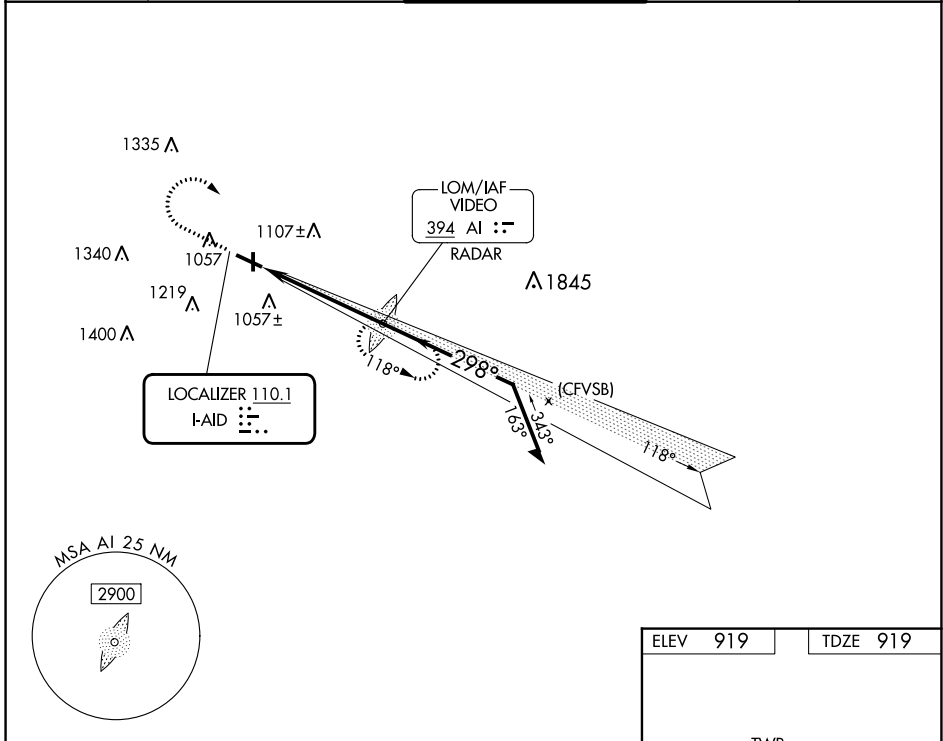 1335
LOM/IAF
VIDEO
394 AI
RADAR
1107±
1340
1057
1845
1219
1057±
1400
118°
298°
(CFVSB)
LOCALIZER 110.1
I-AID
163°
343°
118°
MSA AI 25 NM
2900
ELEV 919
TDZE 919